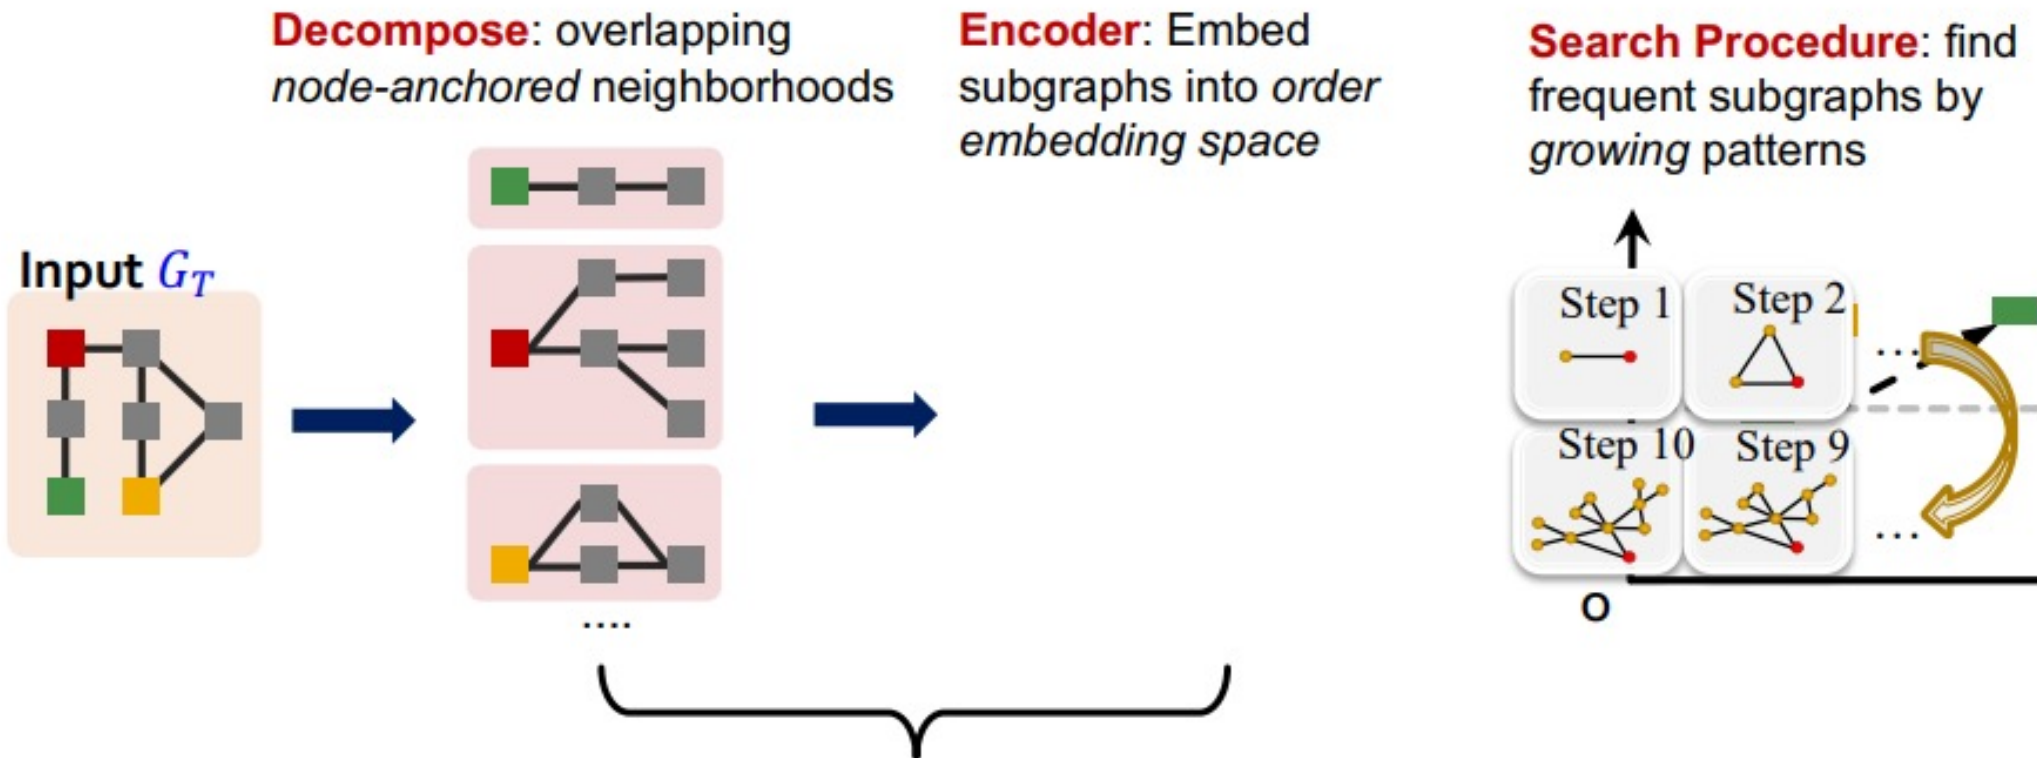 Decompose: overlapping
node-anchored neighborhoods
Encoder: Embed
subgraphs into order
embedding space
Search Procedure: find
frequent subgraphs by
growing patterns
Input G_T
Step 1
Step 2
...
Step 10
Step 9
...
....
O